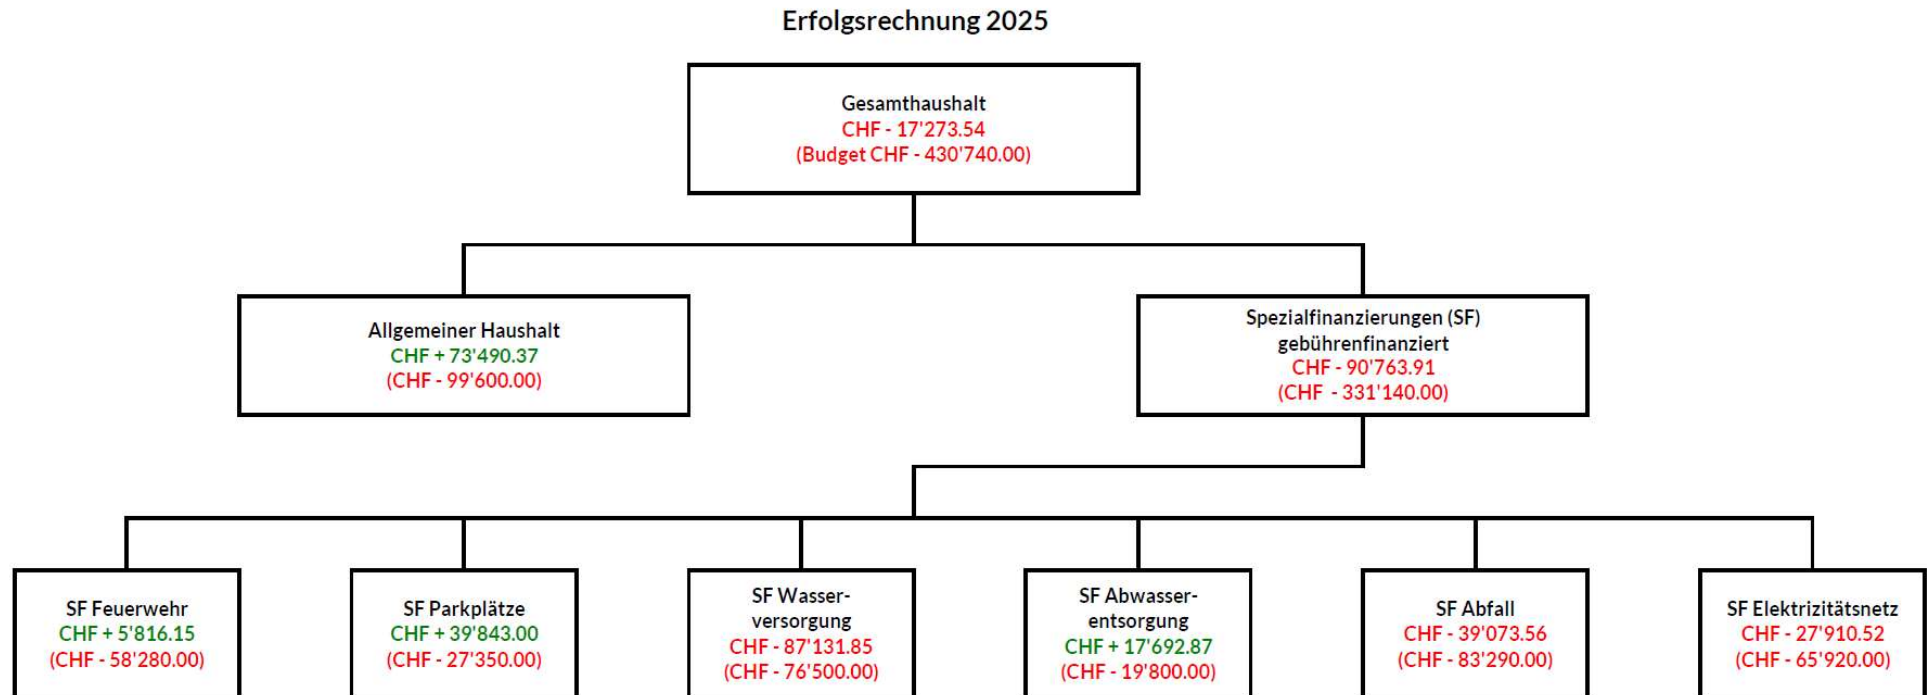 Erfolgsrechnung 2025
Gesamthaushalt
CHF - 17'273.54
(Budget CHF - 430'740.00)
Allgemeiner Haushalt
CHF + 73'490.37
(CHF - 99'600.00)
Spezialfinanzierungen (SF)
gebührenfinanziert
CHF - 90'763.91
(CHF - 331'140.00)
SF Feuerwehr
CHF + 5'816.15
(CHF - 58'280.00)
SF Parkplätze
CHF + 39'843.00
(CHF - 27'350.00)
SF Wasser-
versorgung
CHF - 87'131.85
(CHF - 76'500.00)
SF Abwasser-
entsorgung
CHF + 17'692.87
(CHF - 19'800.00)
SF Abfall
CHF - 39'073.56
(CHF - 83'290.00)
SF Elektrizitätsnetz
CHF - 27'910.52
(CHF - 65'920.00)